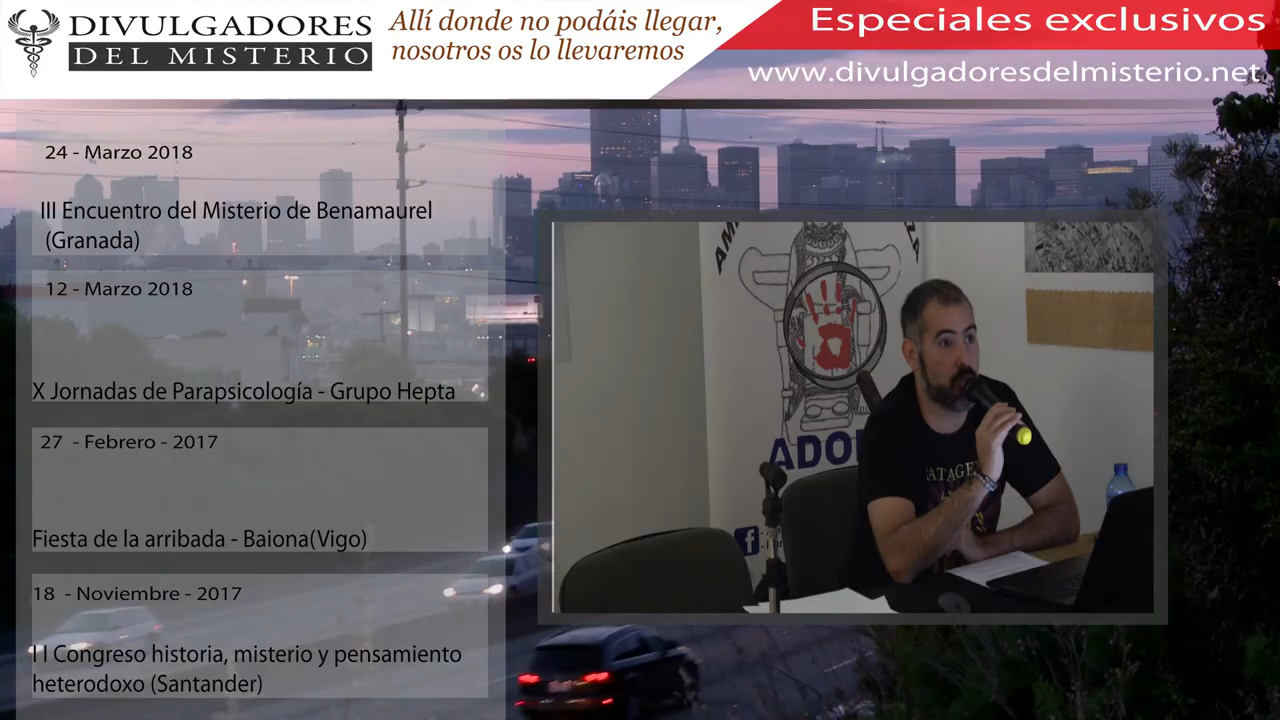 DIVULGADORES
DEL MISTERIO
Allí donde no podáis llegar,
nosotros os lo llevaremos
Especiales exclusivos
www.divulgadoresdelmisterio.net
24 - Marzo 2018
III Encuentro del Misterio de Benamaurel
(Granada)
12 - Marzo 2018
X Jornadas de Parapsicología - Grupo Hepta
27 - Febrero - 2017
Fiesta de la arribada - Baiona(Vigo)
18 - Noviembre - 2017
I I Congreso historia, misterio y pensamiento
heterodoxo (Santander)
ADO
f